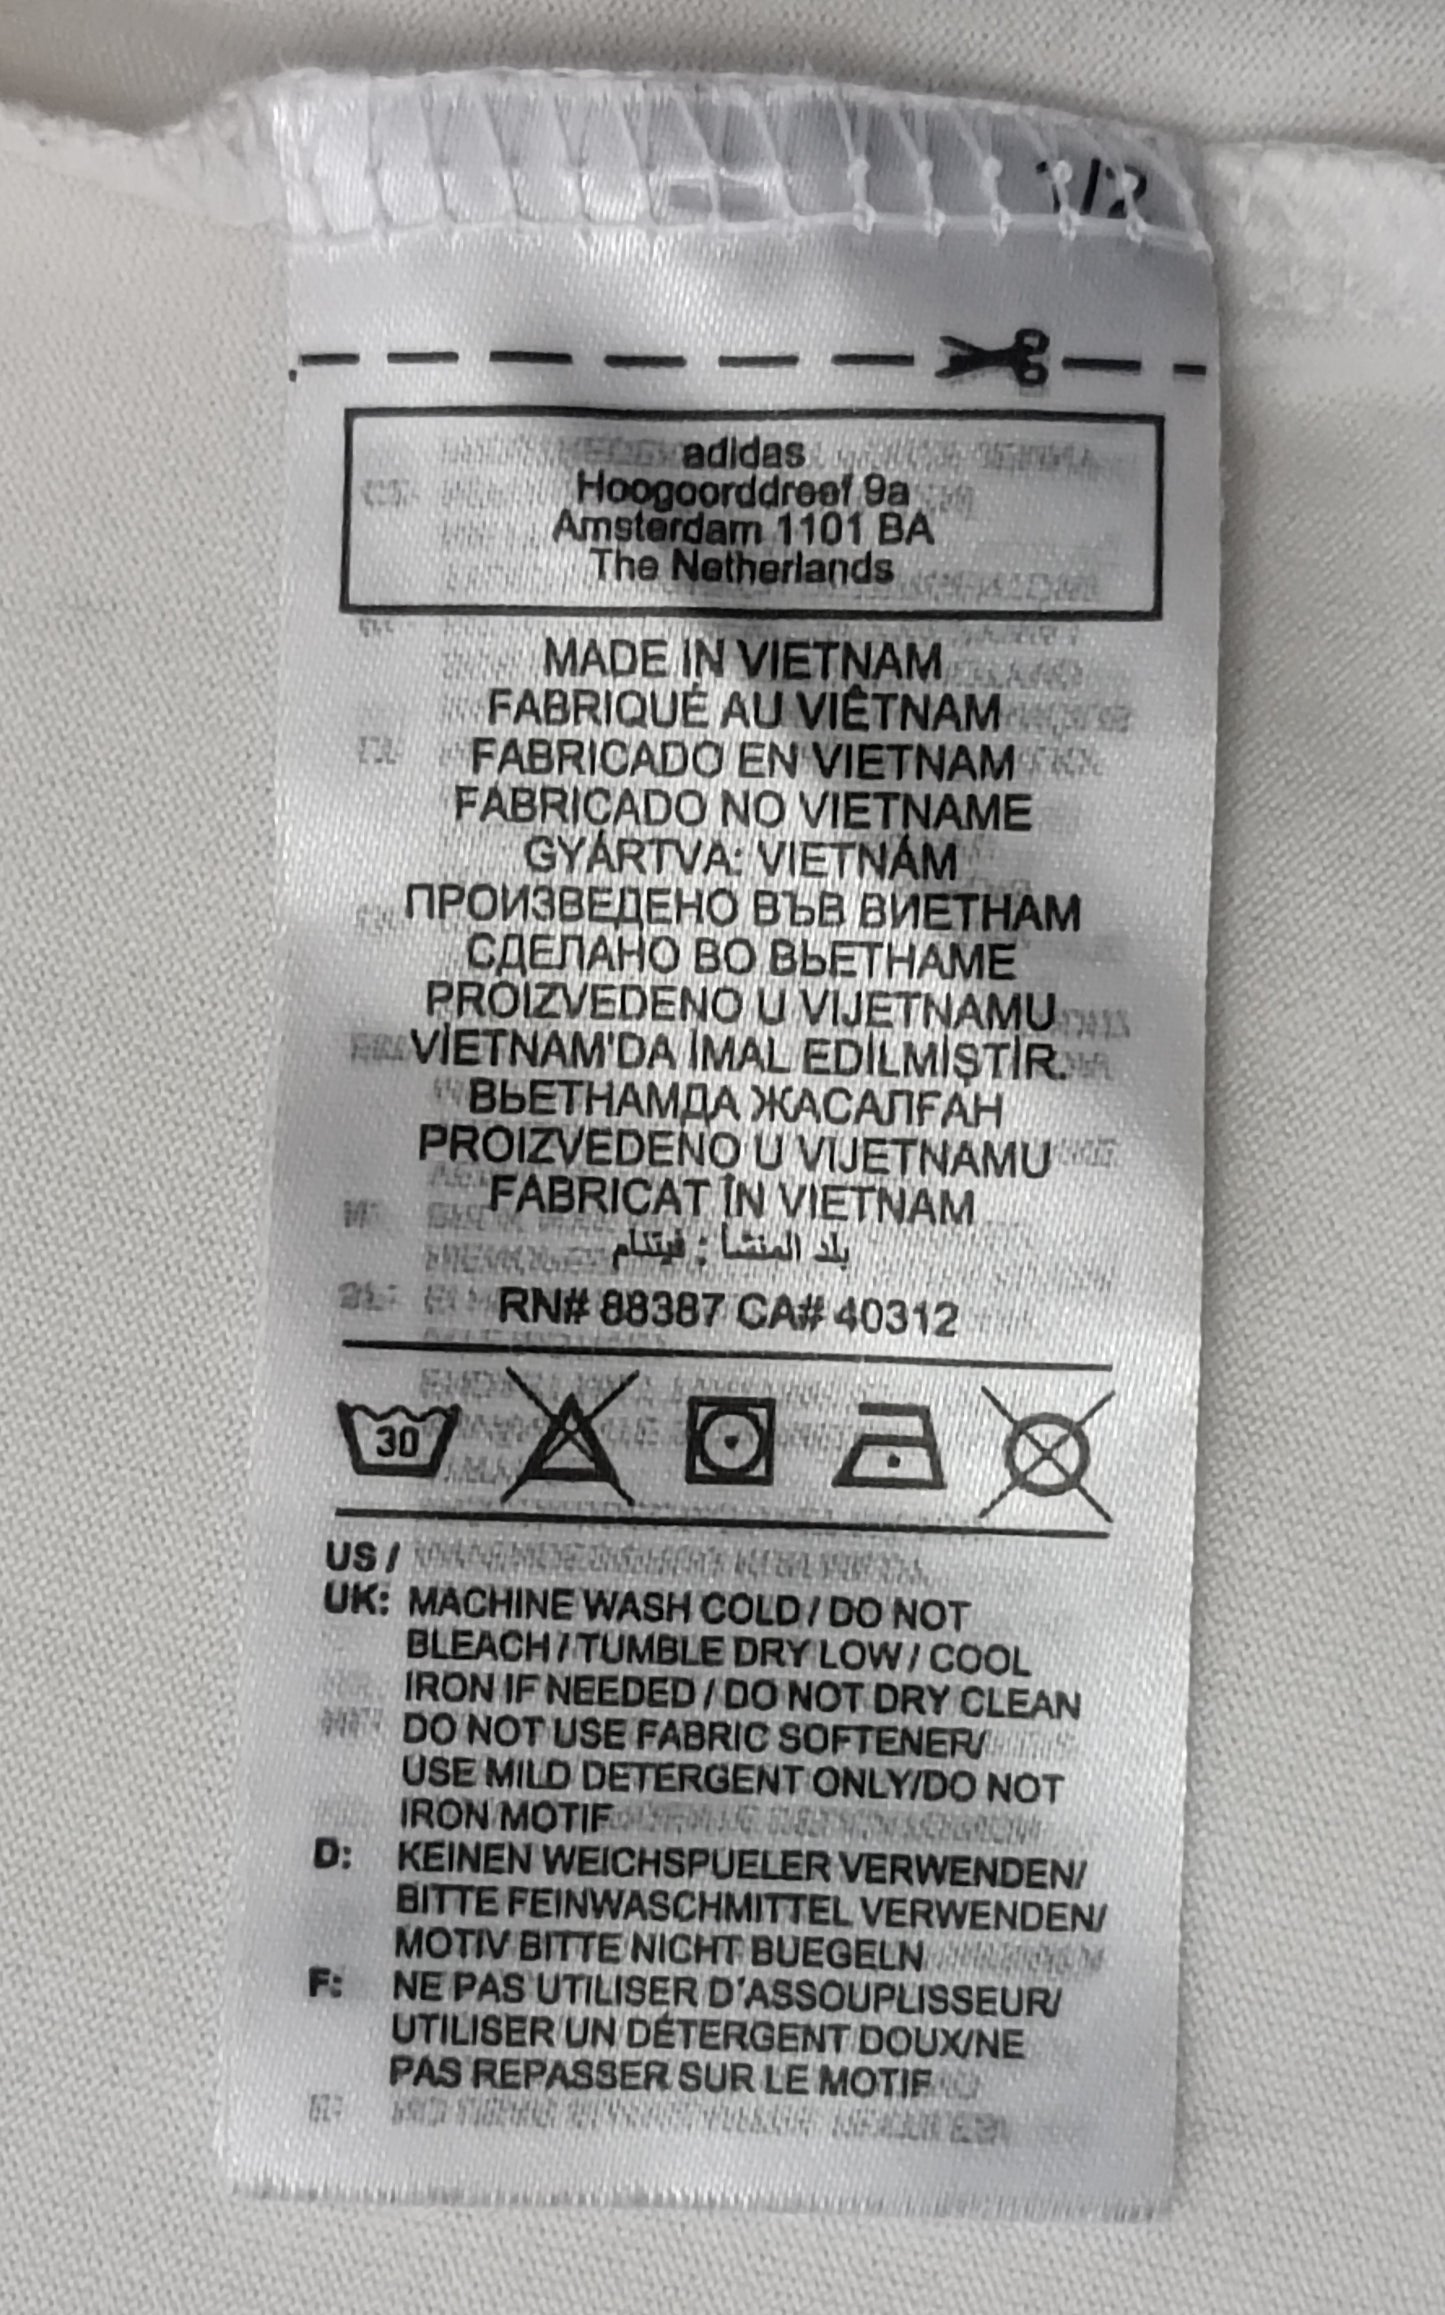 1/2
adidas
Hoogoorddreef 9a
Amsterdam 1101 BA
The Netherlands
MADE IN VIETNAM
FABRIQUÉ AU VIÊTNAM
FABRICADO EN VIETNAM
FABRICADO NO VIETNAME
GYÁRTVA: VIETNÁM
ПРОИЗВЕДЕНО ВЪВ ВИЕТНАМ
СДЕЛАНО ВО ВЬЕТНАМЕ
PROIZVEDENO U VIJETNAMU
VİETNAM'DA İMAL EDİLMİŞTİR.
ВЬЕТНАМДА ЖАСАЛҒАН
PROIZVEDENO U VIJETNAMU
FABRICAT ÎN VIETNAM
بلد المنشأ : فيتنام
RN# 88387 CA# 40312
30
US /
UK: MACHINE WASH COLD / DO NOT
BLEACH / TUMBLE DRY LOW / COOL
IRON IF NEEDED / DO NOT DRY CLEAN
DO NOT USE FABRIC SOFTENER/
USE MILD DETERGENT ONLY/DO NOT
IRON MOTIF
D: KEINEN WEICHSPUELER VERWENDEN/
BITTE FEINWASCHMITTEL VERWENDEN/
MOTIV BITTE NICHT BUEGELN
F: NE PAS UTILISER D'ASSOUPLISSEUR/
UTILISER UN DÉTERGENT DOUX/NE
PAS REPASSER SUR LE MOTIF